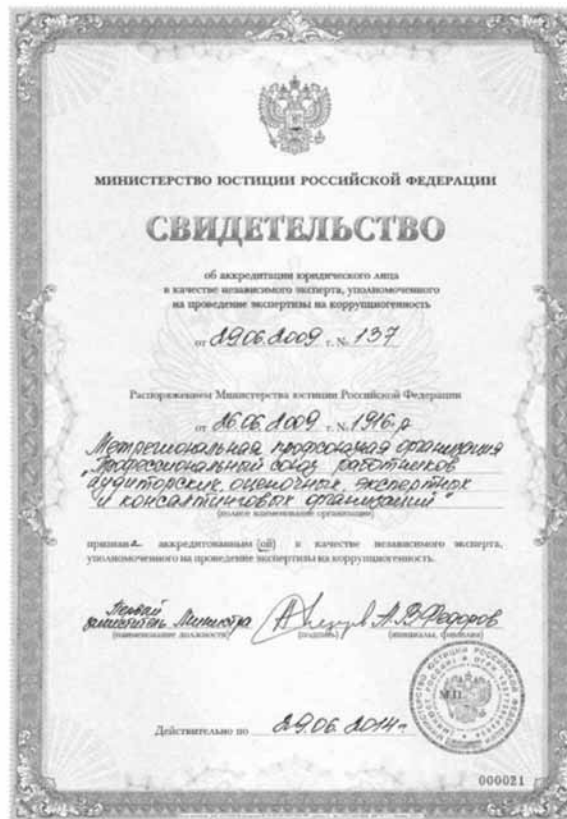 МИНИСТЕРСТВО ЮСТИЦИИ РОССИЙСКОЙ ФЕДЕРАЦИИ
СВИДЕТЕЛЬСТВО
об аккредитации юридического лица
в качестве независимого эксперта, уполномоченного
на проведение экспертизы на коррупциогенность
от 29.06.2009 г. № 137
Распоряжением Министерства юстиции Российской Федерации
от 26.06.2009 г. № 1916-р
Межрегиональная профсоюзная организация
"Профессиональный союз работников
аудиторских, оценочных, экспертных
и консалтинговых организаций"
(полное наименование организации)
признана аккредитованным (ой) в качестве независимого эксперта,
уполномоченного на проведение экспертизы на коррупциогенность.
Первый
заместитель Министра А.В. Федоров
(наименование должности) (подпись) (инициалы, фамилия)
М.П.
Действительно по 29.06.2014 г.
000021